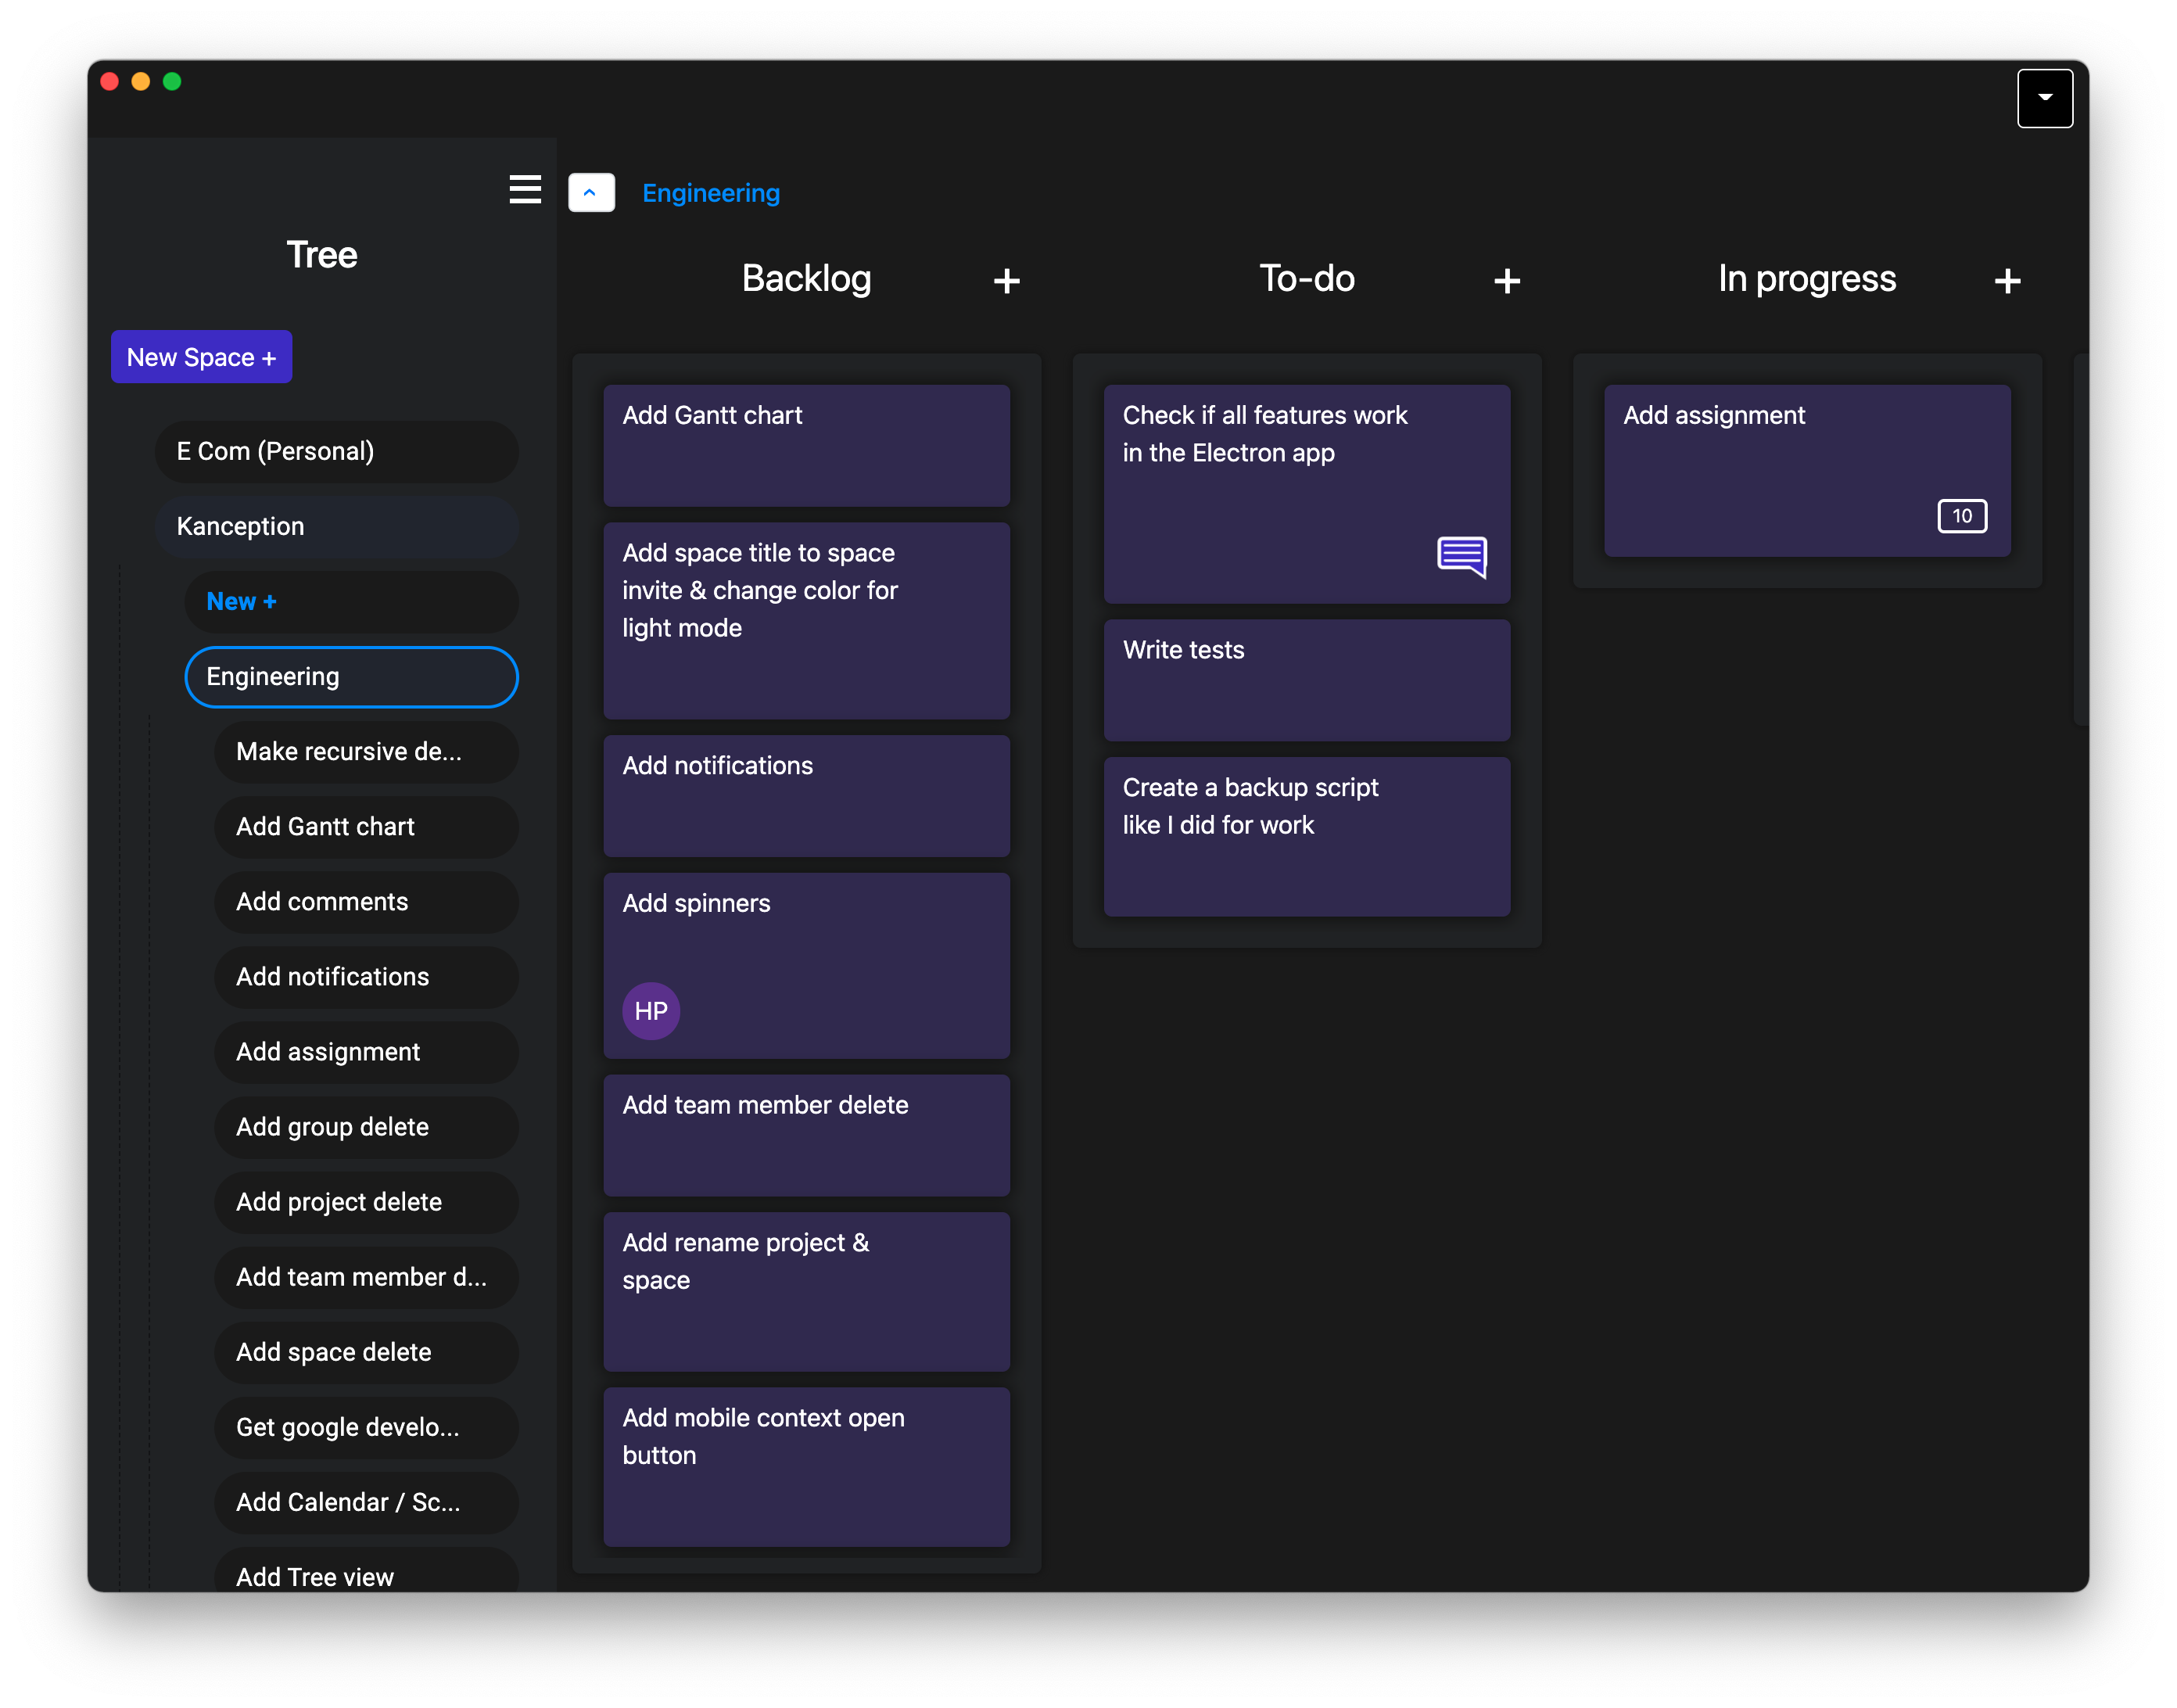 Tree
New Space +
E Com (Personal)
Kanception
New +
Engineering
Make recursive de...
Add Gantt chart
Add comments
Add notifications
Add assignment
Add group delete
Add project delete
Add team member d...
Add space delete
Get google develo...
Add Calendar / Sc...
Add Tree view
Engineering
Backlog +
Add Gantt chart
Add space title to space
invite & change color for
light mode
Add notifications
Add spinners
HP
Add team member delete
Add rename project &
space
Add mobile context open
button
To-do +
Check if all features work
in the Electron app
Write tests
Create a backup script
like I did for work
In progress +
Add assignment
10